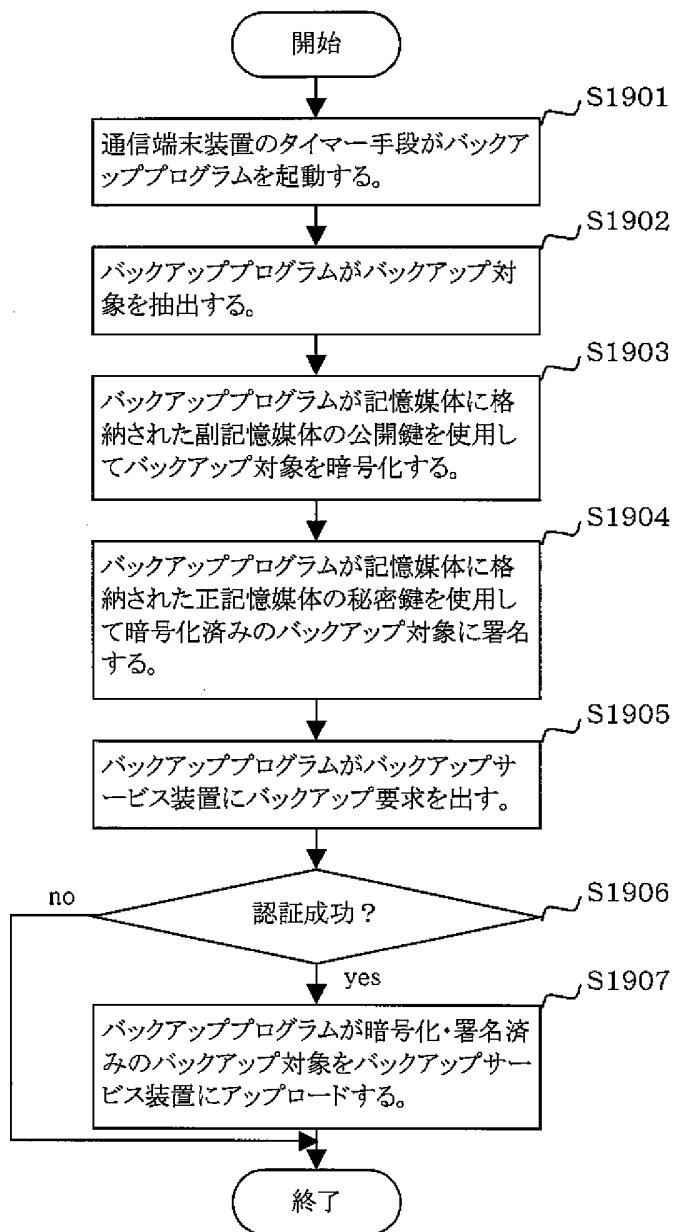 開始
S1901
通信端末装置のタイマー手段がバックア
ッププログラムを起動する。
S1902
バックアッププログラムがバックアップ対
象を抽出する。
S1903
バックアッププログラムが記憶媒体に格
納された副記憶媒体の公開鍵を使用し
てバックアップ対象を暗号化する。
S1904
バックアッププログラムが記憶媒体に格
納された正記憶媒体の秘密鍵を使用し
て暗号化済みのバックアップ対象に署名
する。
S1905
バックアッププログラムがバックアップサ
ービス装置にバックアップ要求を出す。
no
認証成功？
S1906
yes
S1907
バックアッププログラムが暗号化・署名済
みのバックアップ対象をバックアップサー
ビス装置にアップロードする。
終了